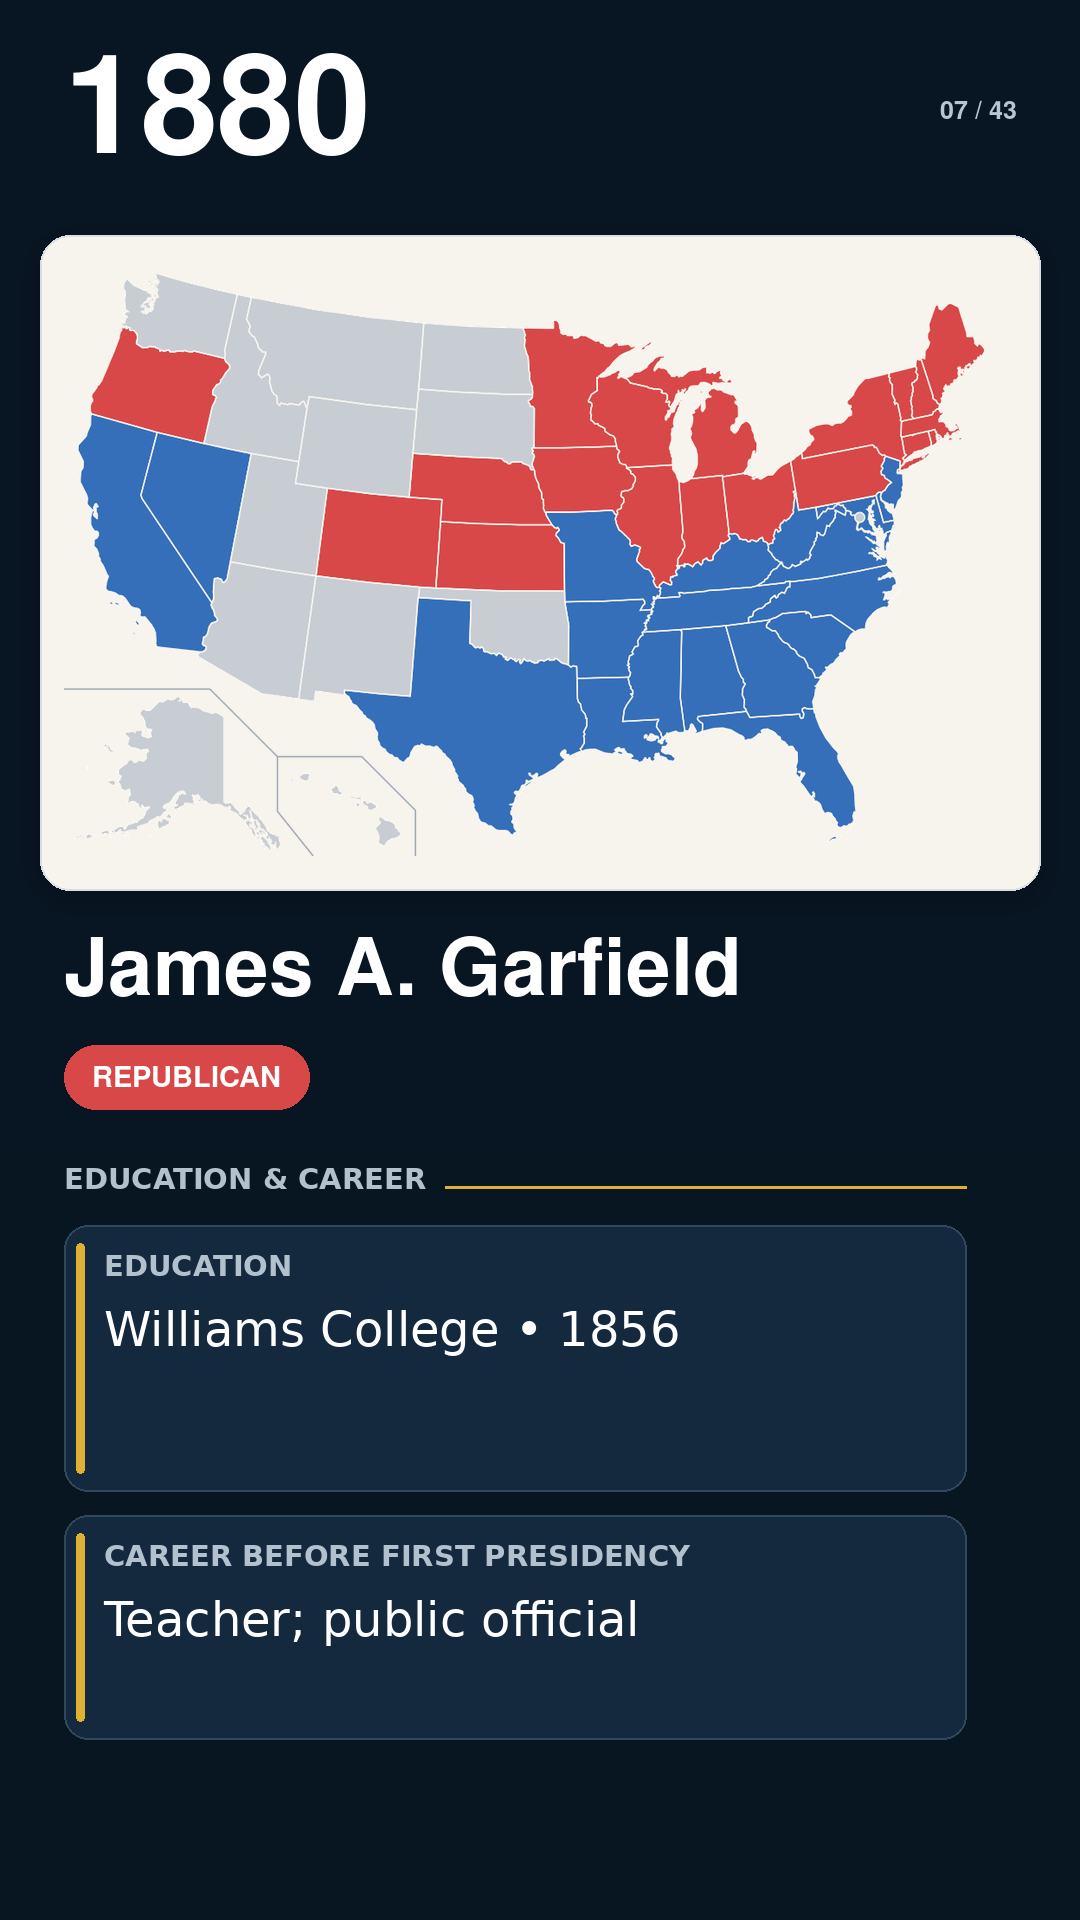 1880
07 / 43
James A. Garfield
REPUBLICAN
EDUCATION & CAREER
EDUCATION
Williams College • 1856
CAREER BEFORE FIRST PRESIDENCY
Teacher; public official